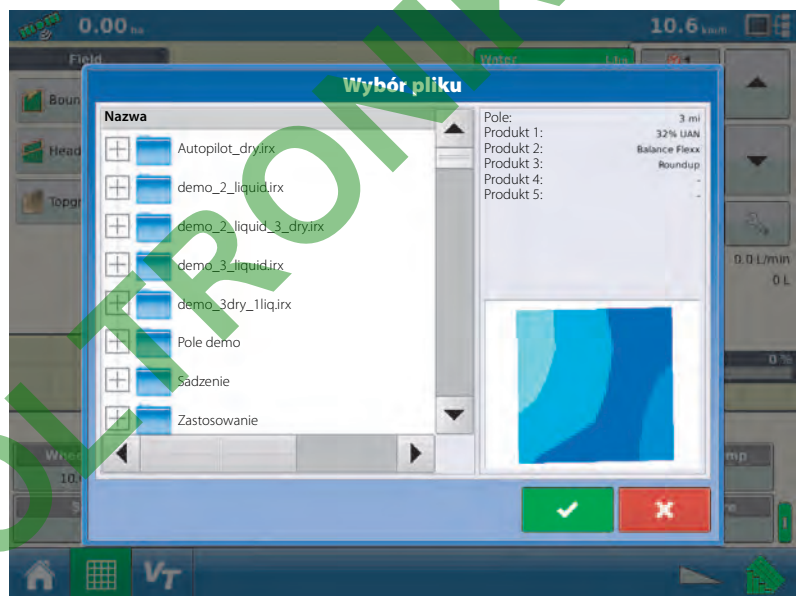 0.00 ha
10.6 km/h
Field
Water
L/ha
Wybór pliku
Boun
Head
Topgr
Nazwa
Autopilot_dry.irx
demo_2_liquid.irx
demo_2_liquid_3_dry.irx
demo_3_liquid.irx
demo_3dry_1liq.irx
Pole demo
Sadzenie
Zastosowanie
Pole: 3 mi
Produkt 1: 32% UAN
Produkt 2: Balance Flexx
Produkt 3: Roundup
Produkt 4: -
Produkt 5: -
0.0 L/min
0 L
0 %
Whee
10.
mp
VT
OLTRONIK